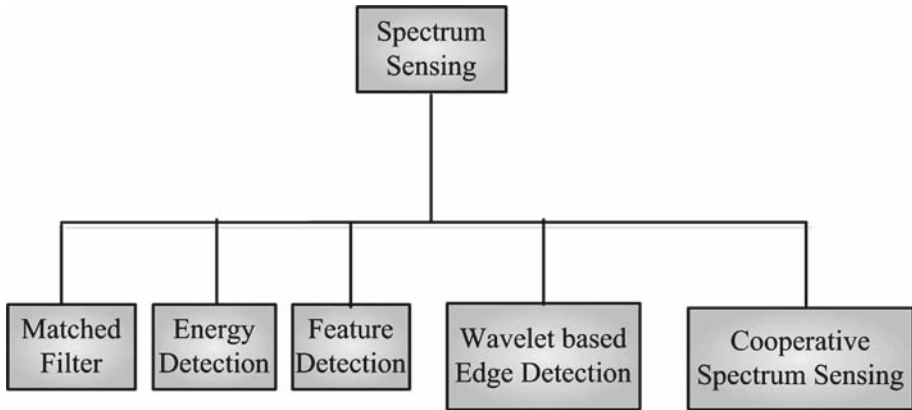 Spectrum
Sensing
Matched
Filter
Energy
Detection
Feature
Detection
Wavelet based
Edge Detection
Cooperative
Spectrum Sensing